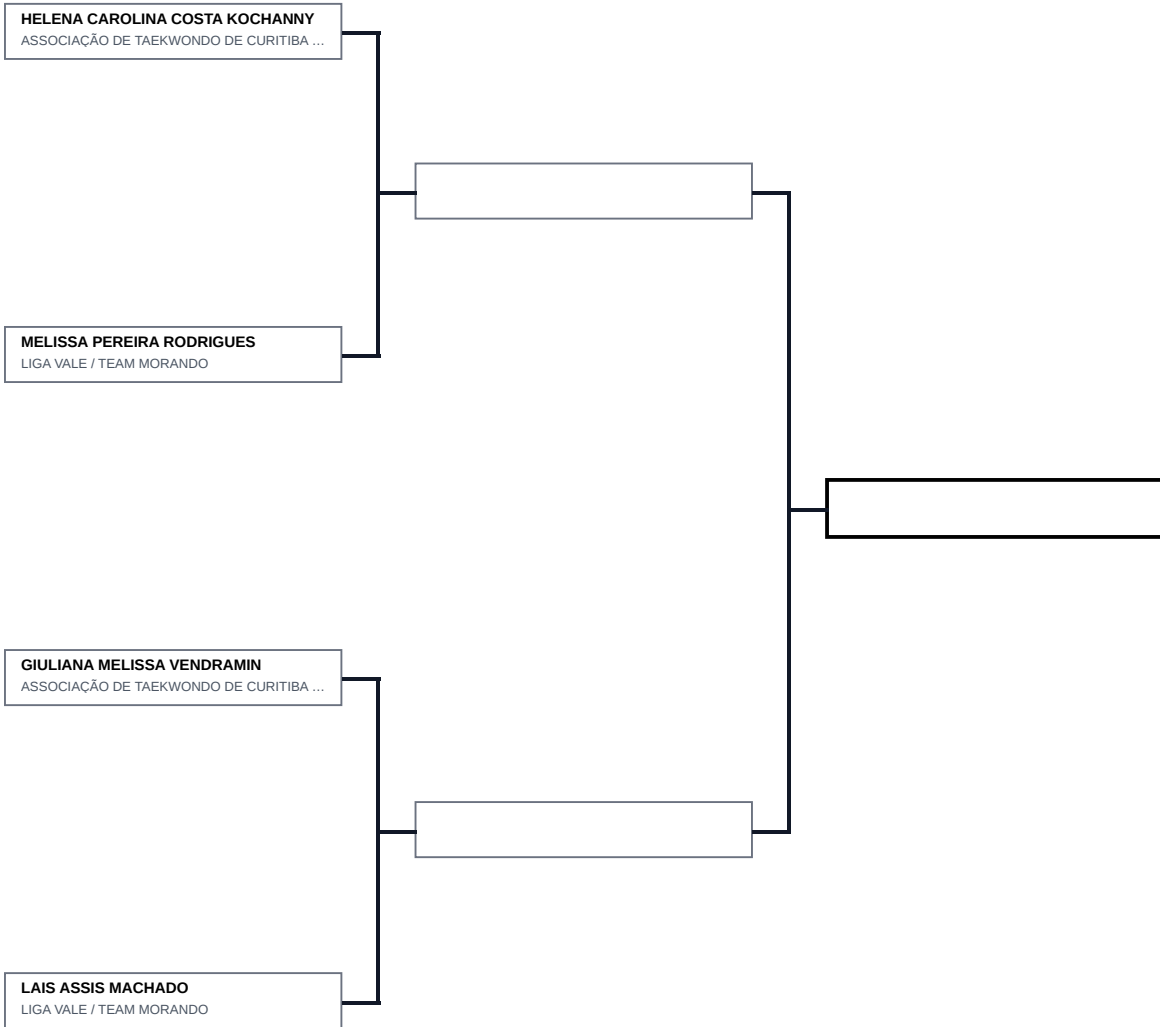 HELENA CAROLINA COSTA KOCHANNY
ASSOCIAÇÃO DE TAEKWONDO DE CURITIBA ...
MELISSA PEREIRA RODRIGUES
LIGA VALE / TEAM MORANDO
GIULIANA MELISSA VENDRAMIN
ASSOCIAÇÃO DE TAEKWONDO DE CURITIBA ...
LAIS ASSIS MACHADO
LIGA VALE / TEAM MORANDO